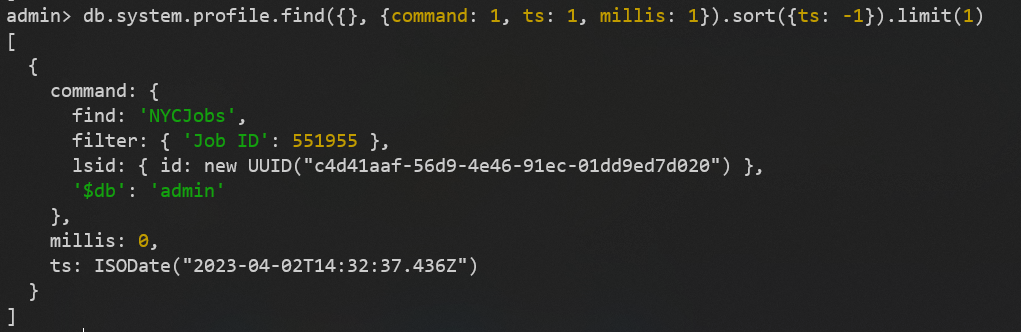 admin> db.system.profile.find({}, {command: 1, ts: 1, millis: 1}).sort({ts: -1}).limit(1)
[
  {
    command: {
      find: 'NYCJobs',
      filter: { 'Job ID': 551955 },
      lsid: { id: new UUID("c4d41aaf-56d9-4e46-91ec-01dd9ed7d020") },
      '$db': 'admin'
    },
    millis: 0,
    ts: ISODate("2023-04-02T14:32:37.436Z")
  }
]